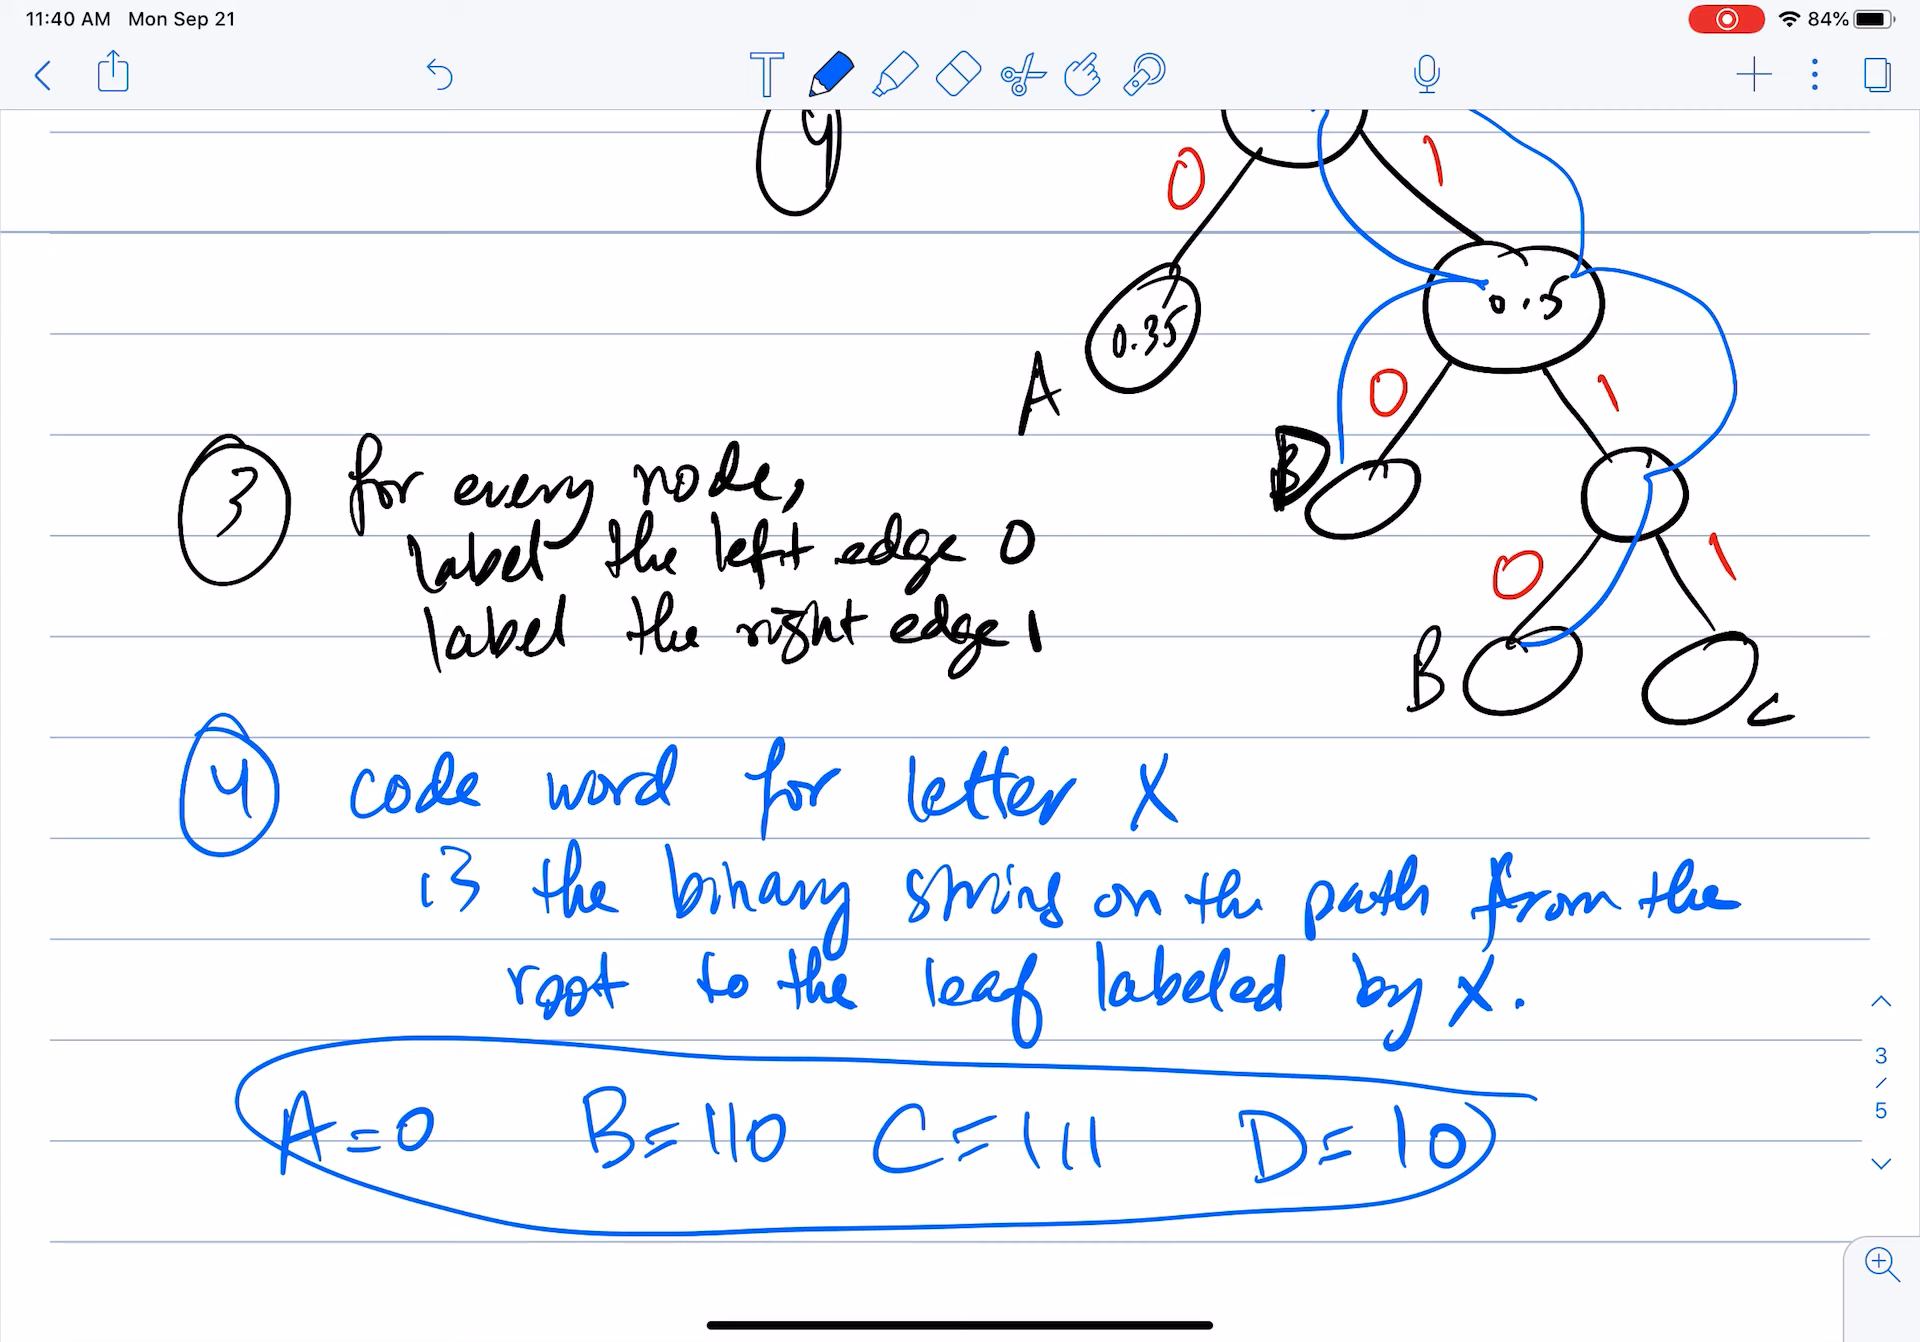 11:40 AM Mon Sep 21
84%
T
4
0
1
0.35
0.5
A
0
1
D
3 for every node,
label the left edge 0
label the right edge 1
0
1
B
C
4 code word for letter X
is the binary string on the path from the
root to the leaf labeled by X.
A=0 B=110 C=111 D=10
3
/
5